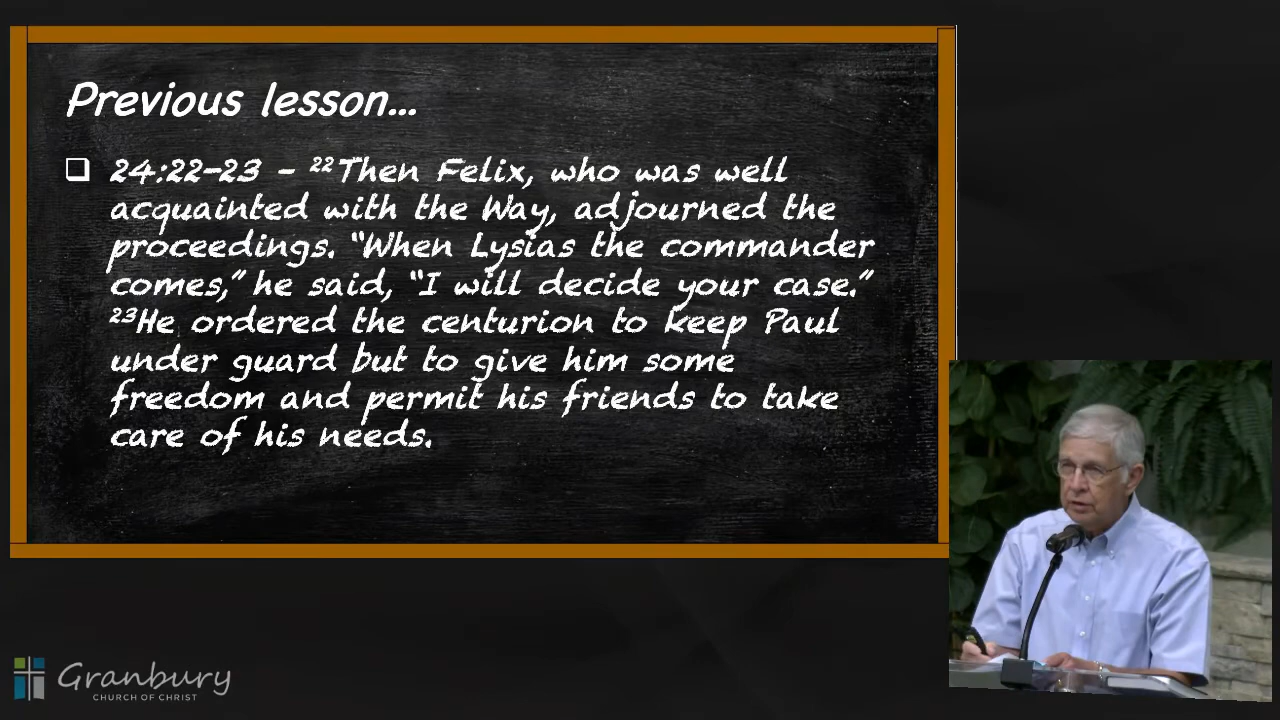 Previous lesson...
❑ 24:22-23 - ²²Then Felix, who was well
acquainted with the Way, adjourned the
proceedings. “When Lysias the commander
comes,” he said, “I will decide your case.”
²³He ordered the centurion to keep Paul
under guard but to give him some
freedom and permit his friends to take
care of his needs.
Granbury
CHURCH OF CHRIST